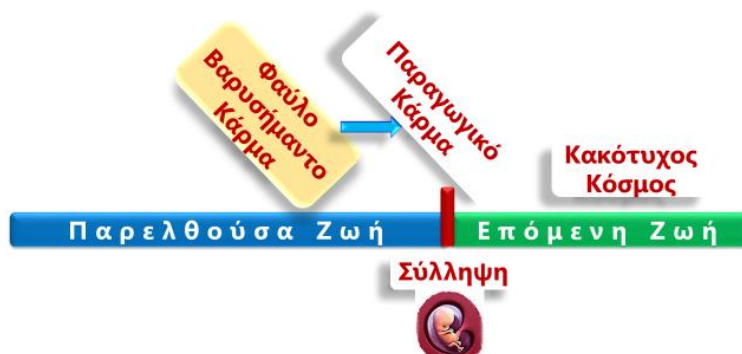 Φαύλο
Βαρυσήμαντο
Κάρμα
Παραγωγικό
Κάρμα
Κακότυχος
Κόσμος
Παρελθούσα Ζωή
Επόμενη Ζωή
Σύλληψη